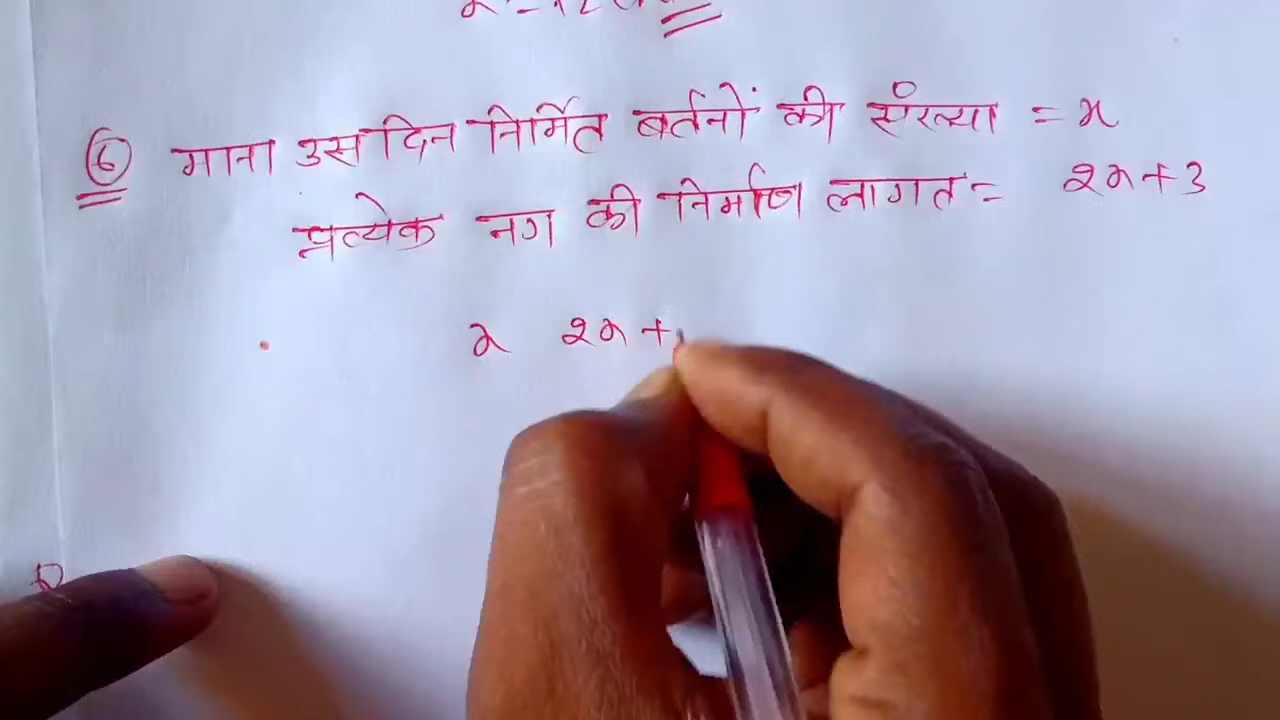 ⑥ माना उस दिन निर्मित बर्तनों की संख्या = x
प्रत्येक नग की निर्माण लागत = 2x+3
x 2x+